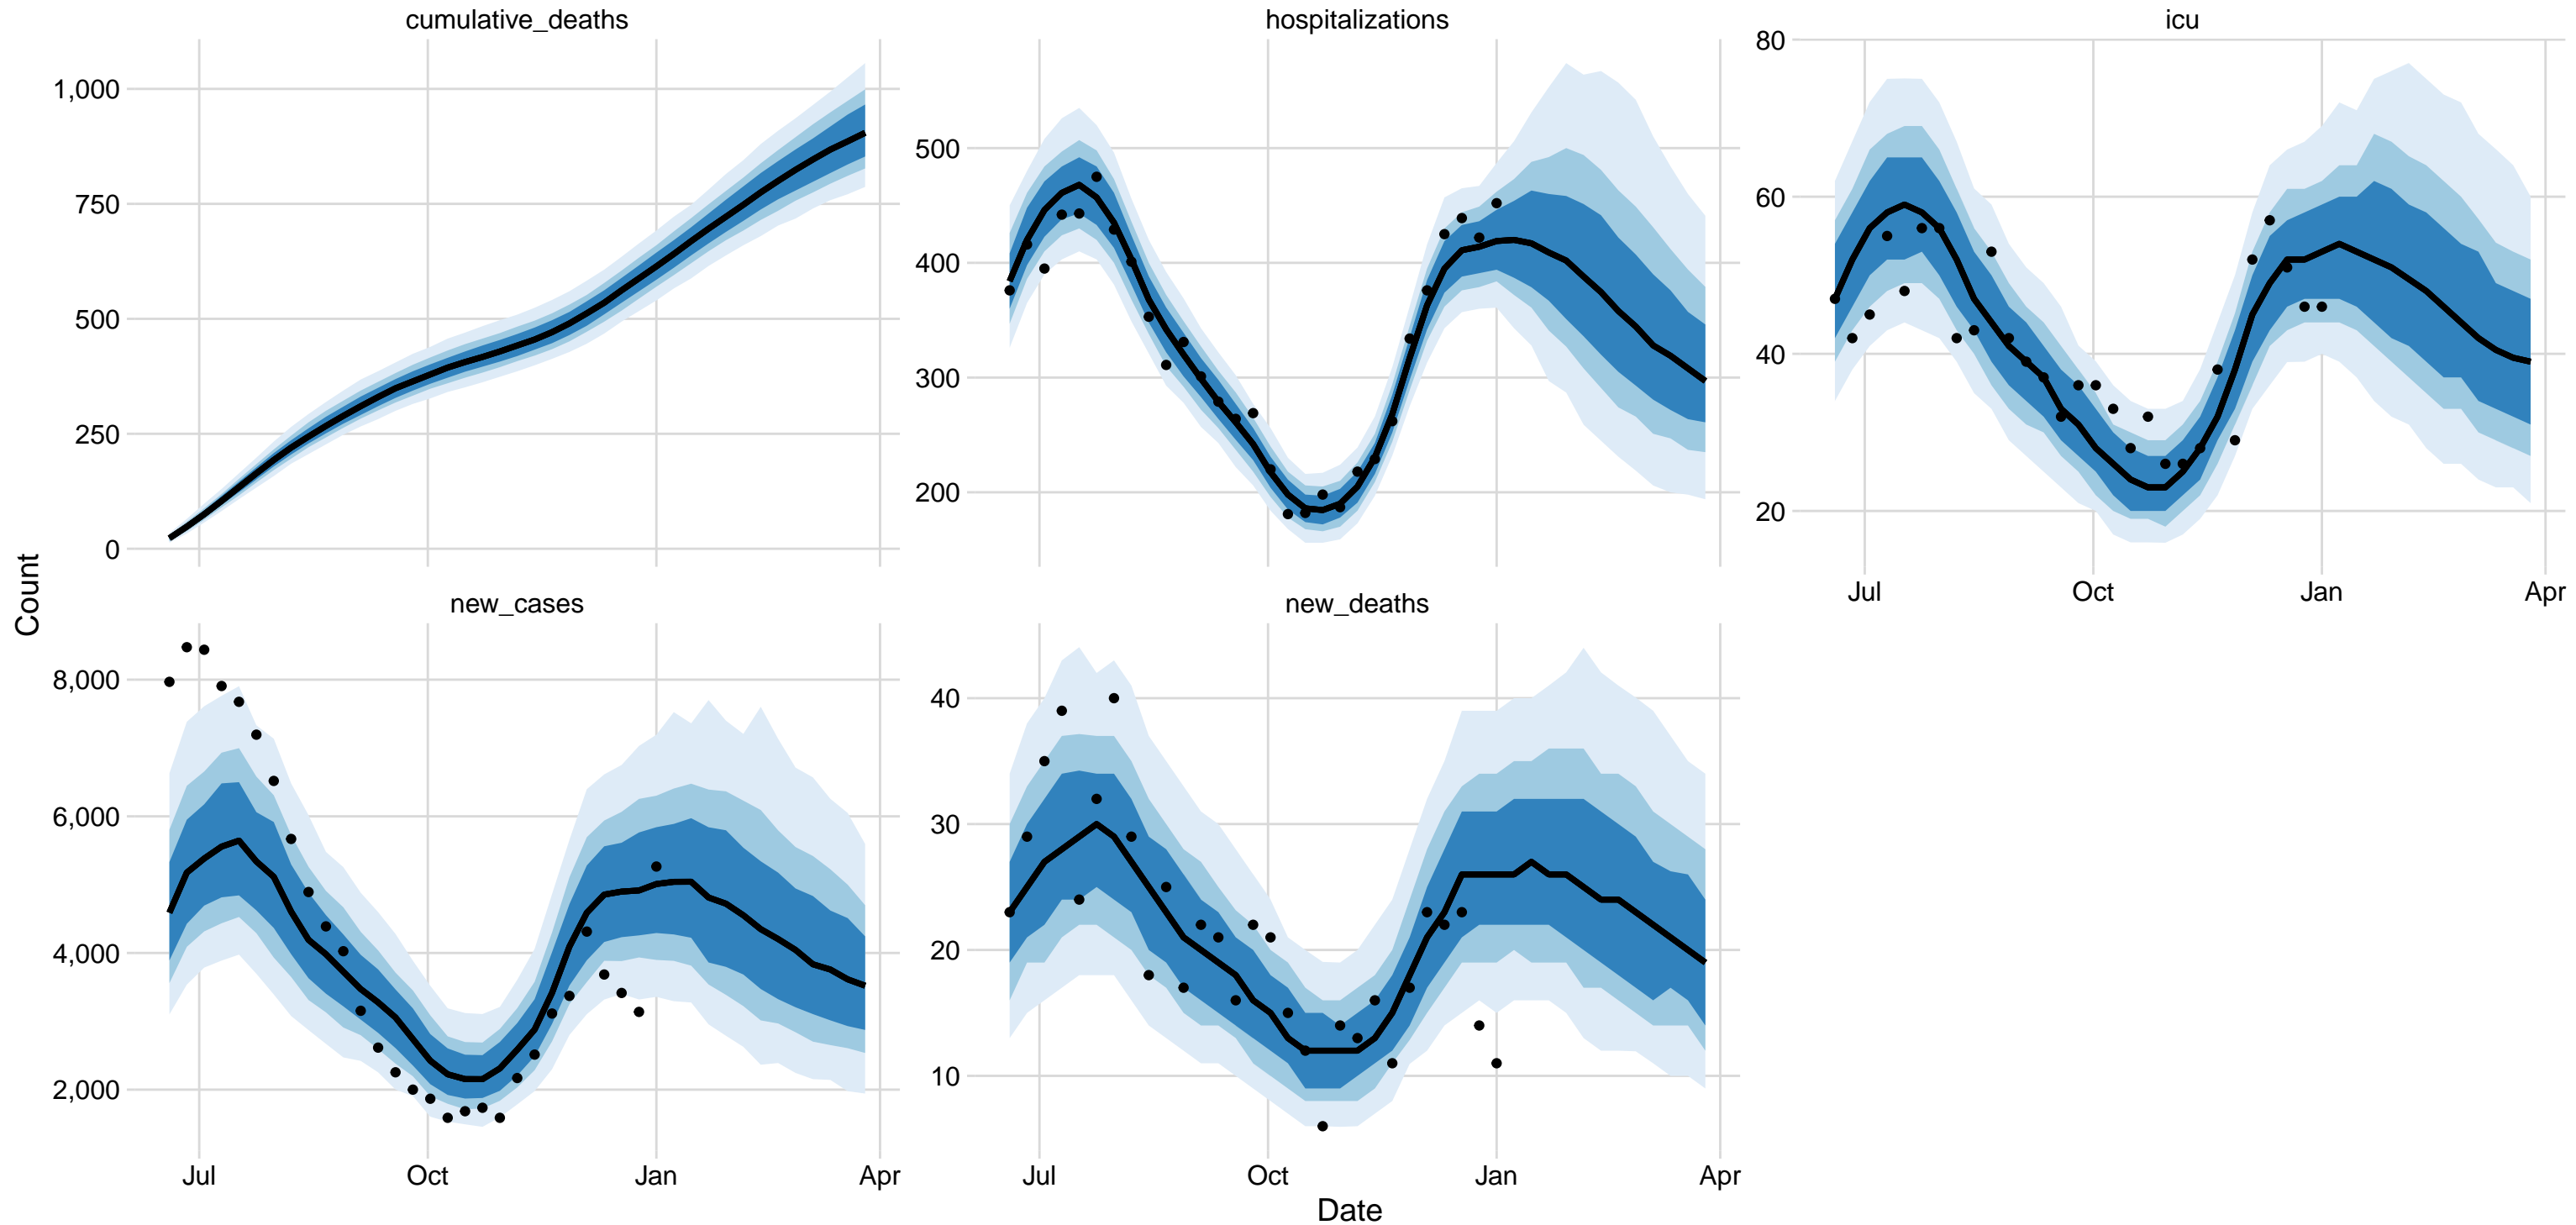 cumulative_deaths
hospitalizations
icu
1,000
750
500
250
0
500
400
300
200
80
60
40
20
Jul Oct Jan Apr
Count
new_cases
new_deaths
8,000
6,000
4,000
2,000
40
30
20
10
Jul Oct Jan Apr
Jul Oct Jan Apr
Date